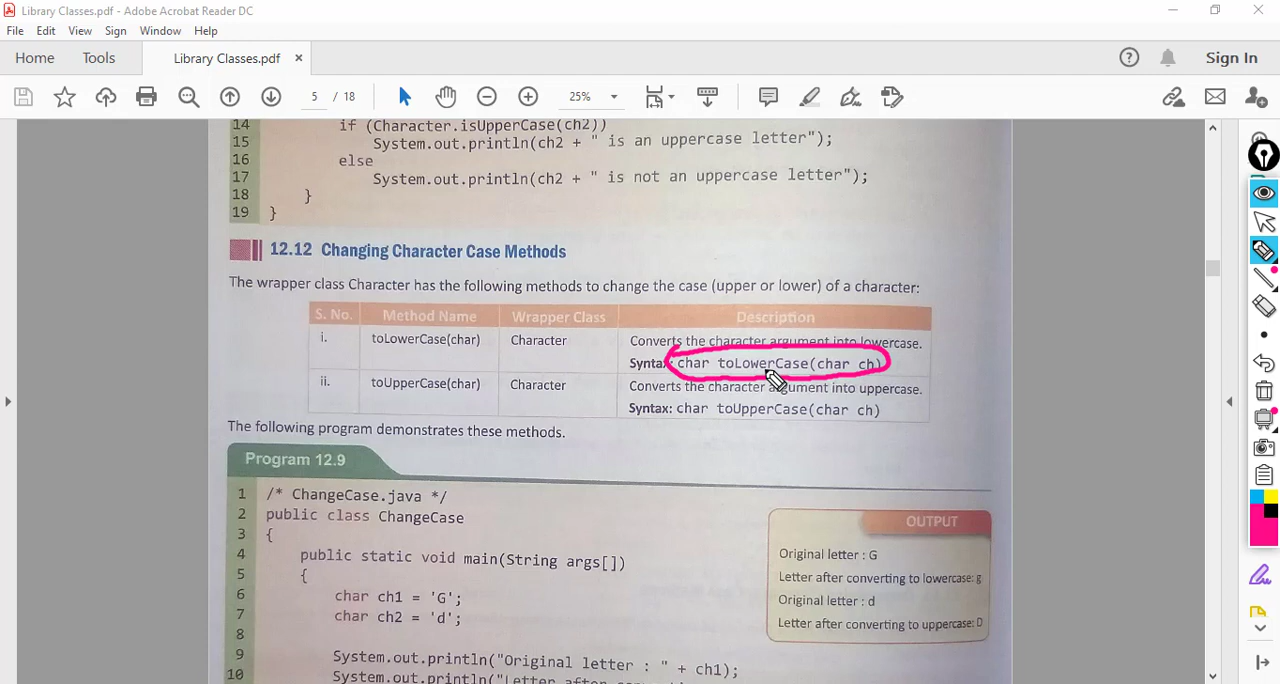 Library Classes.pdf - Adobe Acrobat Reader DC
File Edit View Sign Window Help
Home Tools Library Classes.pdf × Sign In
5 / 18 25%
14 if (Character.isUpperCase(ch2))
15 System.out.println(ch2 + " is an uppercase letter");
16 else
17 System.out.println(ch2 + " is not an uppercase letter");
18 }
19 }
12.12 Changing Character Case Methods
The wrapper class Character has the following methods to change the case (upper or lower) of a character:
S. No. Method Name Wrapper Class Description
i. toLowerCase(char) Character Converts the character argument into lowercase.
Syntax: char toLowerCase(char ch)
ii. toUpperCase(char) Character Converts the character argument into uppercase.
Syntax: char toUpperCase(char ch)
The following program demonstrates these methods.
Program 12.9
1 /* ChangeCase.java */
2 public class ChangeCase
3 {
4 public static void main(String args[])
5 {
6 char ch1 = 'G';
7 char ch2 = 'd';
8
9 System.out.println("Original letter : " + ch1);
10 System.out.println("Letter after
OUTPUT
Original letter : G
Letter after converting to lowercase: g
Original letter : d
Letter after converting to uppercase: D